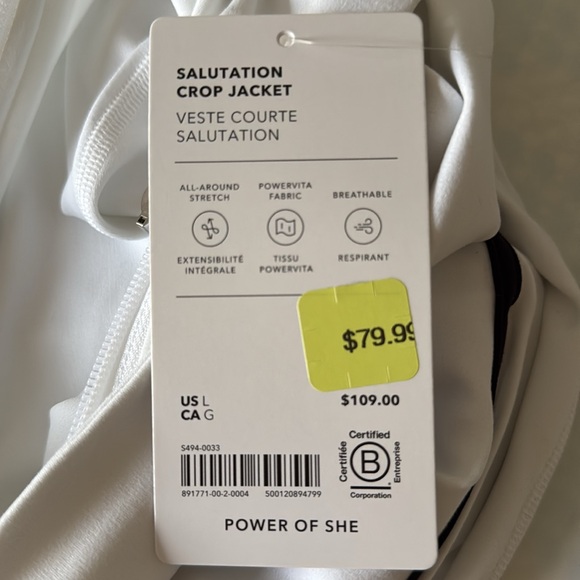 SALUTATION
CROP JACKET
VESTE COURTE
SALUTATION
ALL-AROUND
STRETCH
POWERVITA
FABRIC
BREATHABLE
EXTENSIBILITÉ
INTÉGRALE
TISSU
POWERVITA
RESPIRANT
$79.99
US L
CA G
$109.00
S494-0033
891771-00-2-0004 500120894799
Certified
Certifiée
B
Entreprise
Corporation
POWER OF SHE